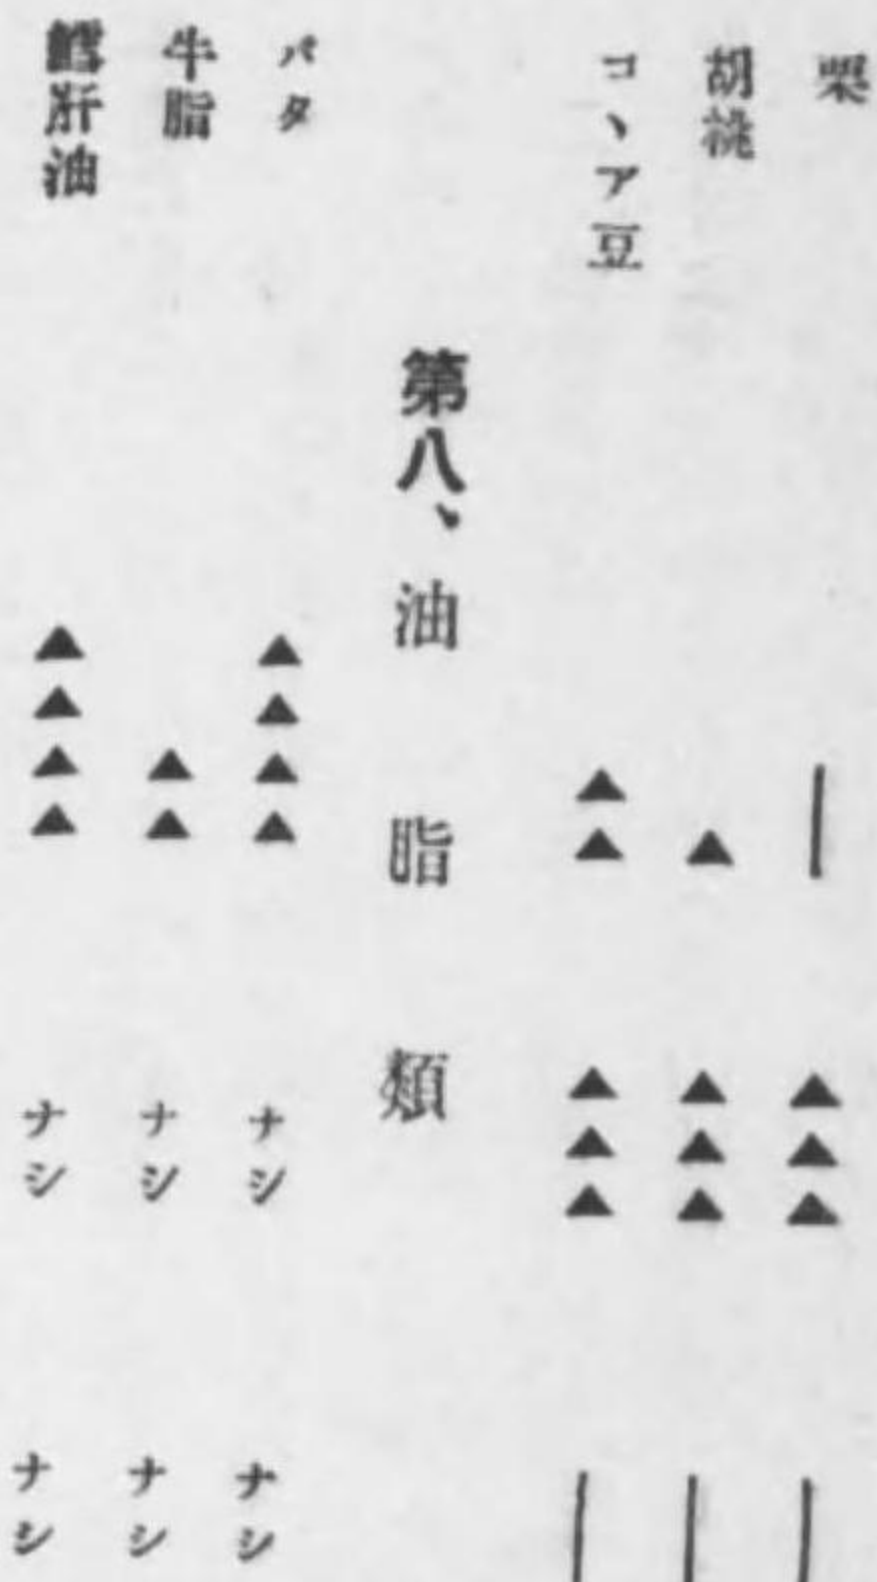 栗 ｜ ▲▲▲ ｜
胡桃 ▲ ▲▲▲ ｜
コヽア豆 ▲▲ ▲▲▲ ｜
第八、油脂類
バタ ▲▲▲▲ ナシ ナシ
牛脂 ▲▲ ナシ ナシ
鱈肝油 ▲▲▲▲ ナシ ナシ